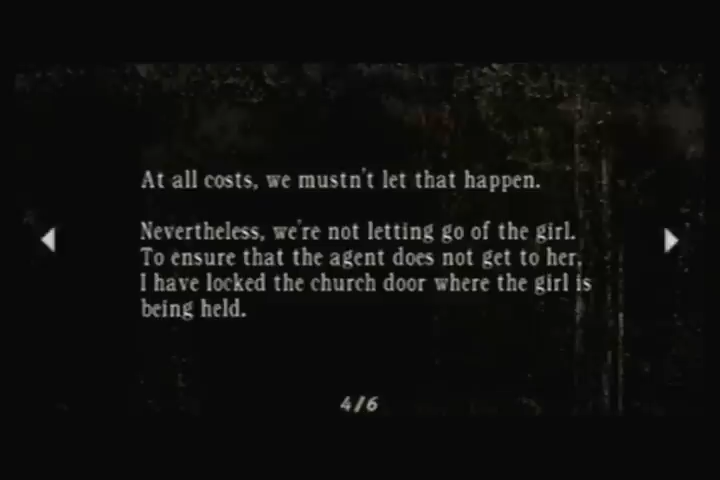 At all costs, we mustn't let that happen.
Nevertheless, we're not letting go of the girl.
To ensure that the agent does not get to her,
I have locked the church door where the girl is
being held.
4/6